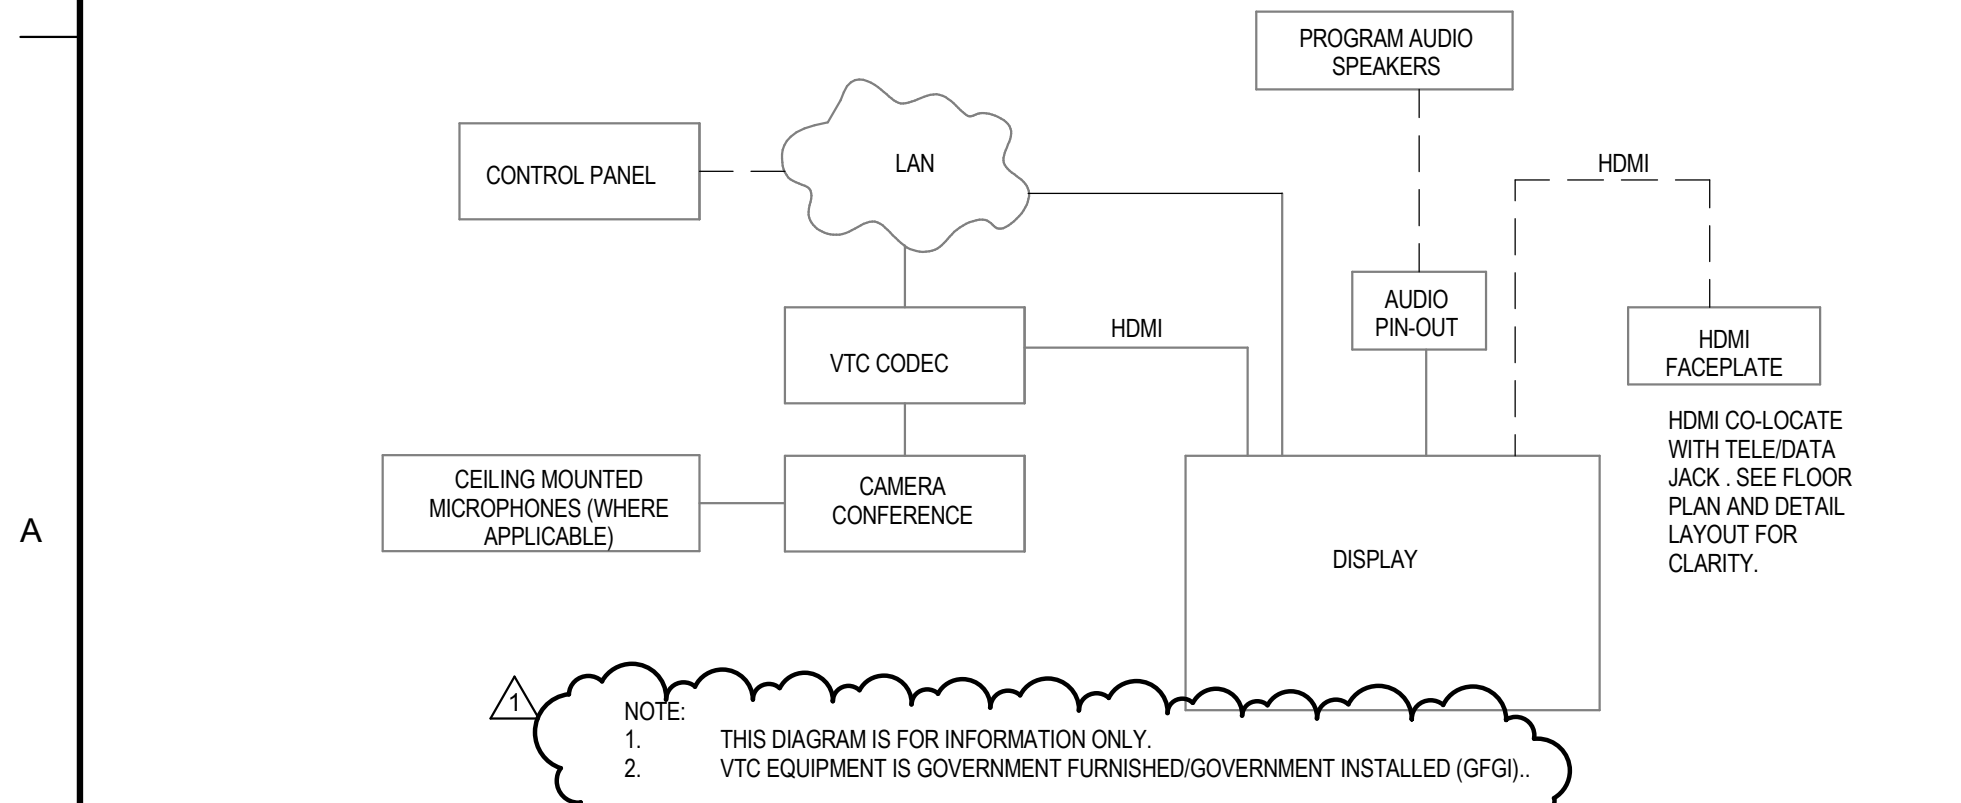 PROGRAM AUDIO
SPEAKERS
CONTROL PANEL
LAN
HDMI
AUDIO
PIN-OUT
HDMI
VTC CODEC
HDMI
FACEPLATE
HDMI CO-LOCATE
WITH TELE/DATA
JACK . SEE FLOOR
PLAN AND DETAIL
LAYOUT FOR
CLARITY.
CEILING MOUNTED
MICROPHONES (WHERE
APPLICABLE)
CAMERA
CONFERENCE
A
DISPLAY
1
NOTE:
1. THIS DIAGRAM IS FOR INFORMATION ONLY.
2. VTC EQUIPMENT IS GOVERNMENT FURNISHED/GOVERNMENT INSTALLED (GFGI)..